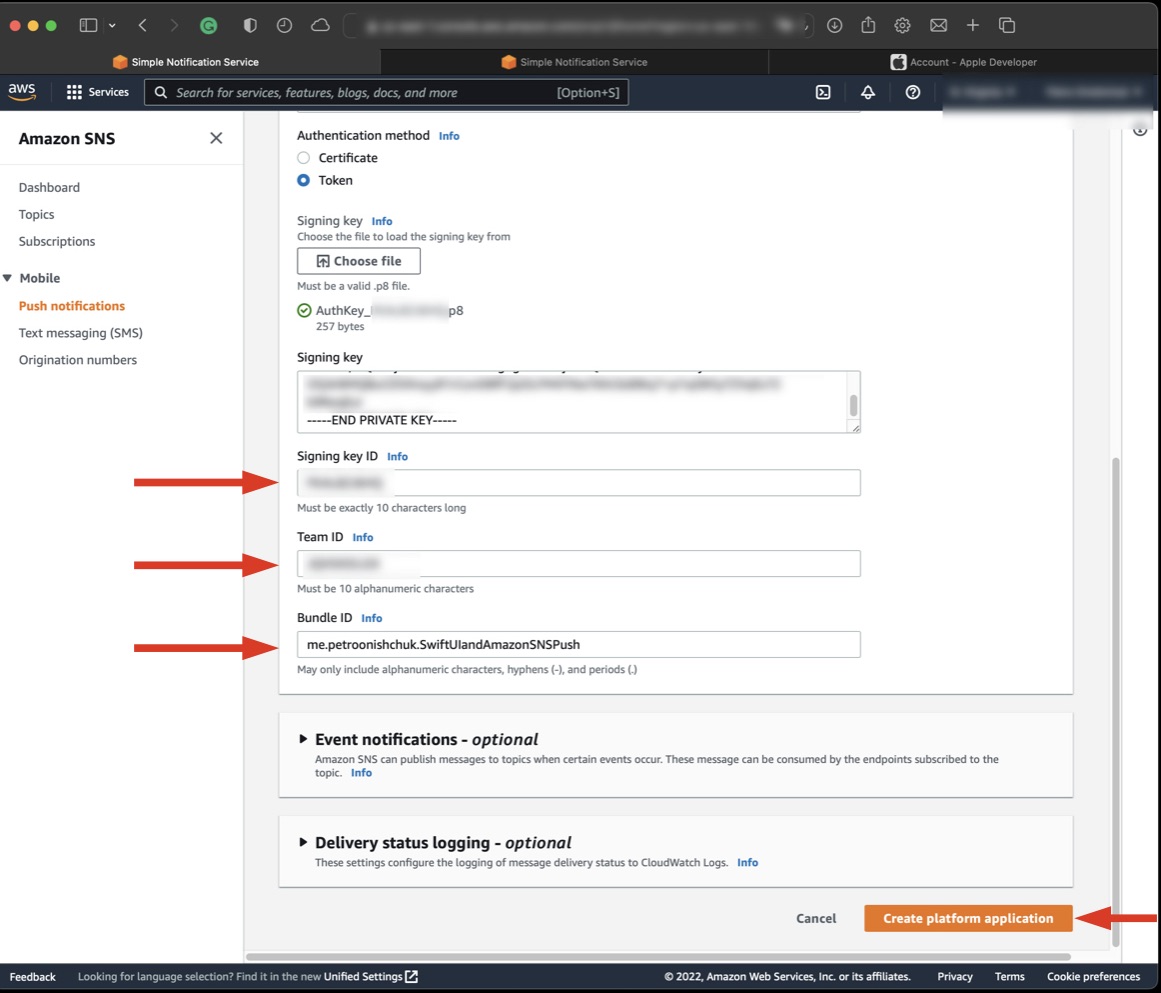 Simple Notification Service
Simple Notification Service
Account - Apple Developer
aws
Services
Search for services, features, blogs, docs, and more
[Option+S]
Amazon SNS
Dashboard
Topics
Subscriptions
Mobile
Push notifications
Text messaging (SMS)
Origination numbers
Authentication method Info
Certificate
Token
Signing key Info
Choose the file to load the signing key from
Choose file
Must be a valid .p8 file.
AuthKey_ p8
257 bytes
Signing key
-----END PRIVATE KEY-----
Signing key ID Info
Must be exactly 10 characters long
Team ID Info
Must be 10 alphanumeric characters
Bundle ID Info
me.petroonishchuk.SwiftUIandAmazonSNSPush
May only include alphanumeric characters, hyphens (-), and periods (.)
Event notifications - optional
Amazon SNS can publish messages to topics when certain events occur. These message can be consumed by the endpoints subscribed to the
topic. Info
Delivery status logging - optional
These settings configure the logging of message delivery status to CloudWatch Logs. Info
Cancel
Create platform application
Feedback
Looking for language selection? Find it in the new Unified Settings
© 2022, Amazon Web Services, Inc. or its affiliates.
Privacy
Terms
Cookie preferences